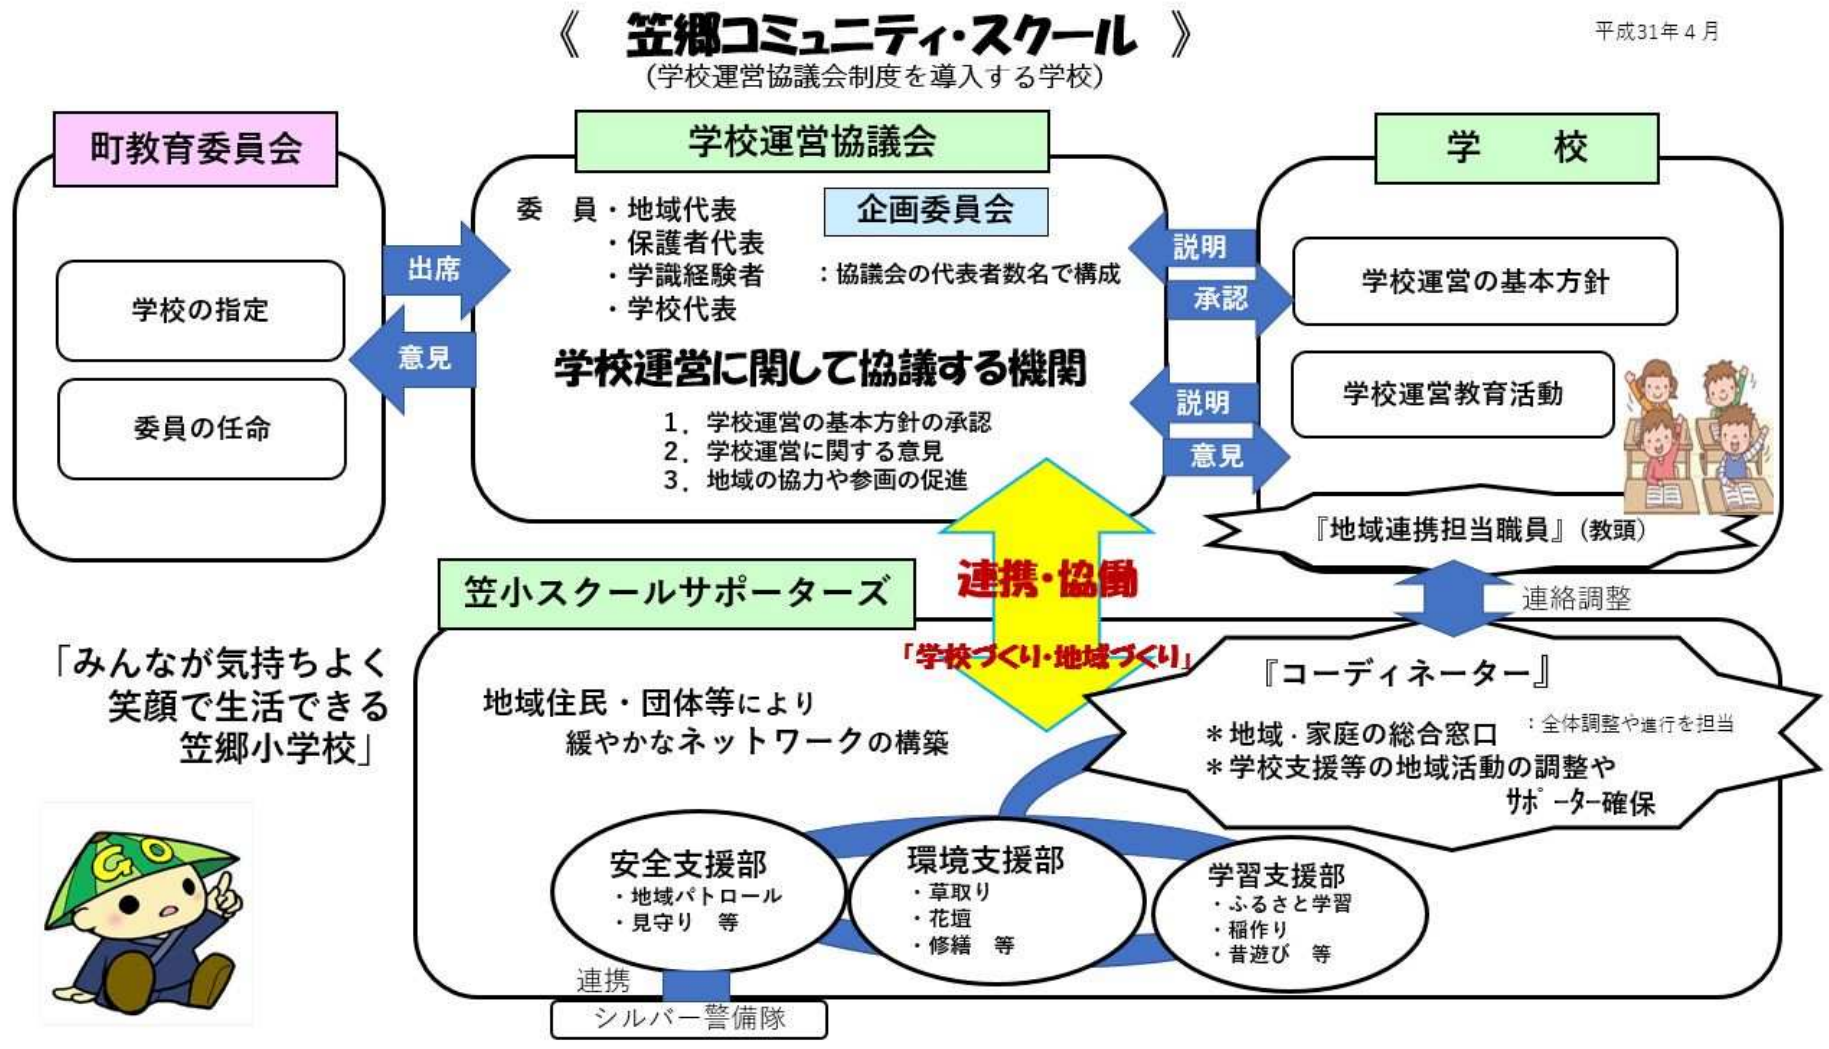 《 笠郷コミュニティ・スクール 》
平成31年４月
（学校運営協議会制度を導入する学校）
町教育委員会
学校の指定
委員の任命
出席
意見
学校運営協議会
委　員・地域代表
・保護者代表
・学識経験者
・学校代表
企画委員会
：協議会の代表者数名で構成
学校運営に関して協議する機関
1．学校運営の基本方針の承認
2．学校運営に関する意見
3．地域の協力や参画の促進
説明
承認
説明
意見
学　校
学校運営の基本方針
学校運営教育活動
『地域連携担当職員』（教頭）
連絡調整
連携・協働
「学校づくり・地域づくり」
笠小スクールサポーターズ
地域住民・団体等により
緩やかなネットワークの構築
『コーディネーター』
：全体調整や進行を担当
＊地域・家庭の総合窓口
＊学校支援等の地域活動の調整や
ｻﾎﾟｰﾀｰ確保
安全支援部
・地域パトロール
・見守り　等
環境支援部
・草取り
・花壇
・修繕　等
学習支援部
・ふるさと学習
・稲作り
・昔遊び　等
連携
シルバー警備隊
「みんなが気持ちよく
笑顔で生活できる
笠郷小学校」
GO